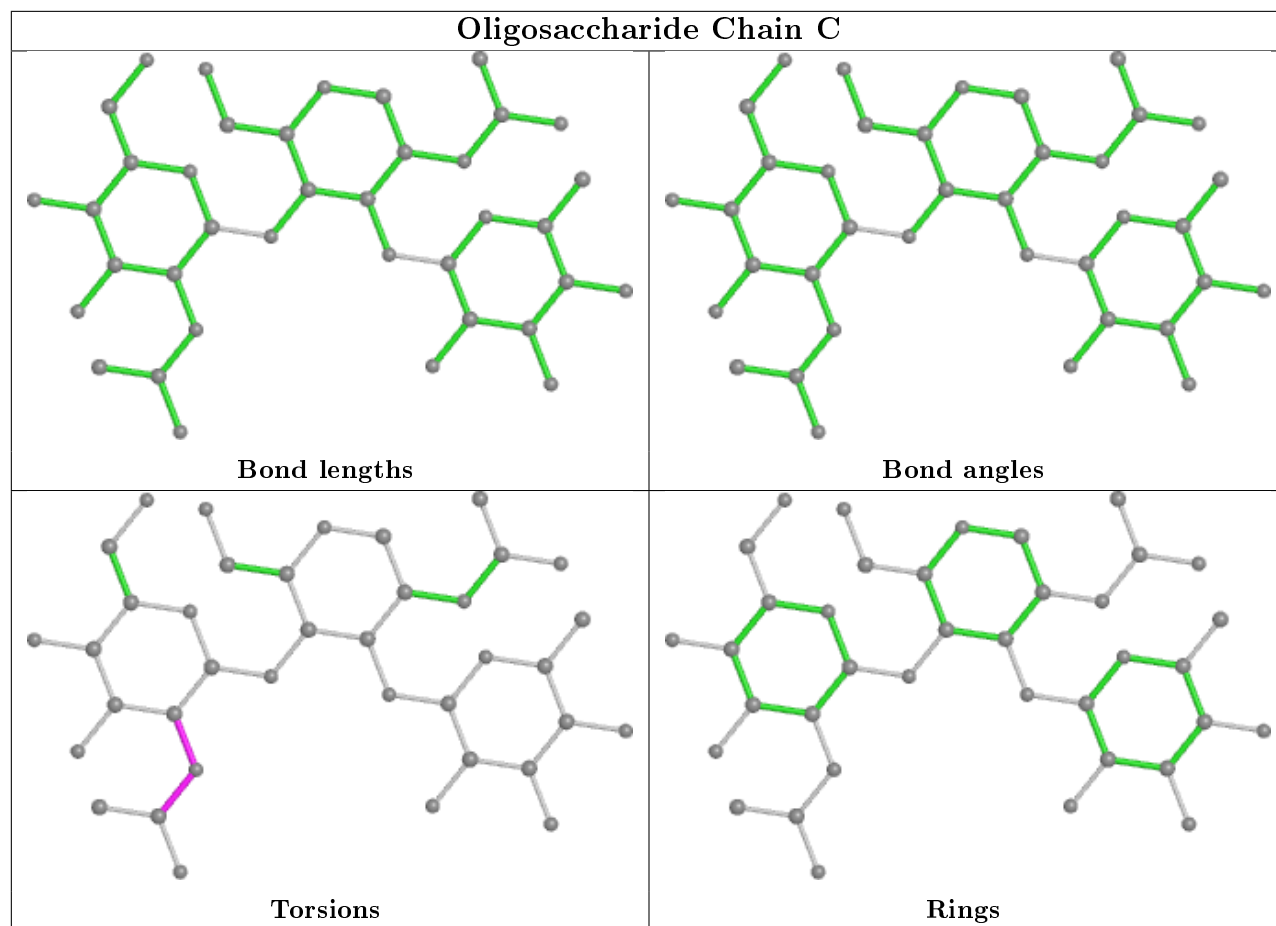 Oligosaccharide Chain C
Bond lengths
Bond angles
Torsions
Rings